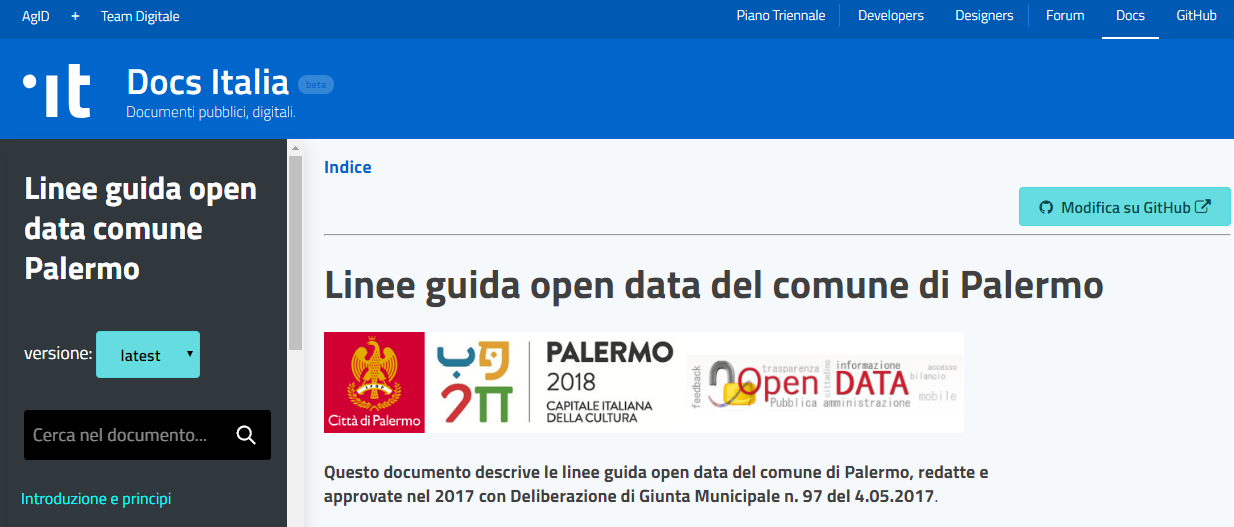 AgID + Team Digitale
Piano Triennale Developers Designers Forum Docs GitHub
·it
Docs Italia beta
Documenti pubblici, digitali.
Linee guida open
data comune
Palermo
versione: latest
Cerca nel documento...
Introduzione e principi
Indice
Modifica su GitHub
Linee guida open data del comune di Palermo
Città di Palermo
PALERMO
2018
CAPITALE ITALIANA
DELLA CULTURA
feedback
trasparenza
cittadino
informazione
accesso
bilancio
Open DATA
mobile
Pubblica amministrazione
Questo documento descrive le linee guida open data del comune di Palermo, redatte e
approvate nel 2017 con Deliberazione di Giunta Municipale n. 97 del 4.05.2017.